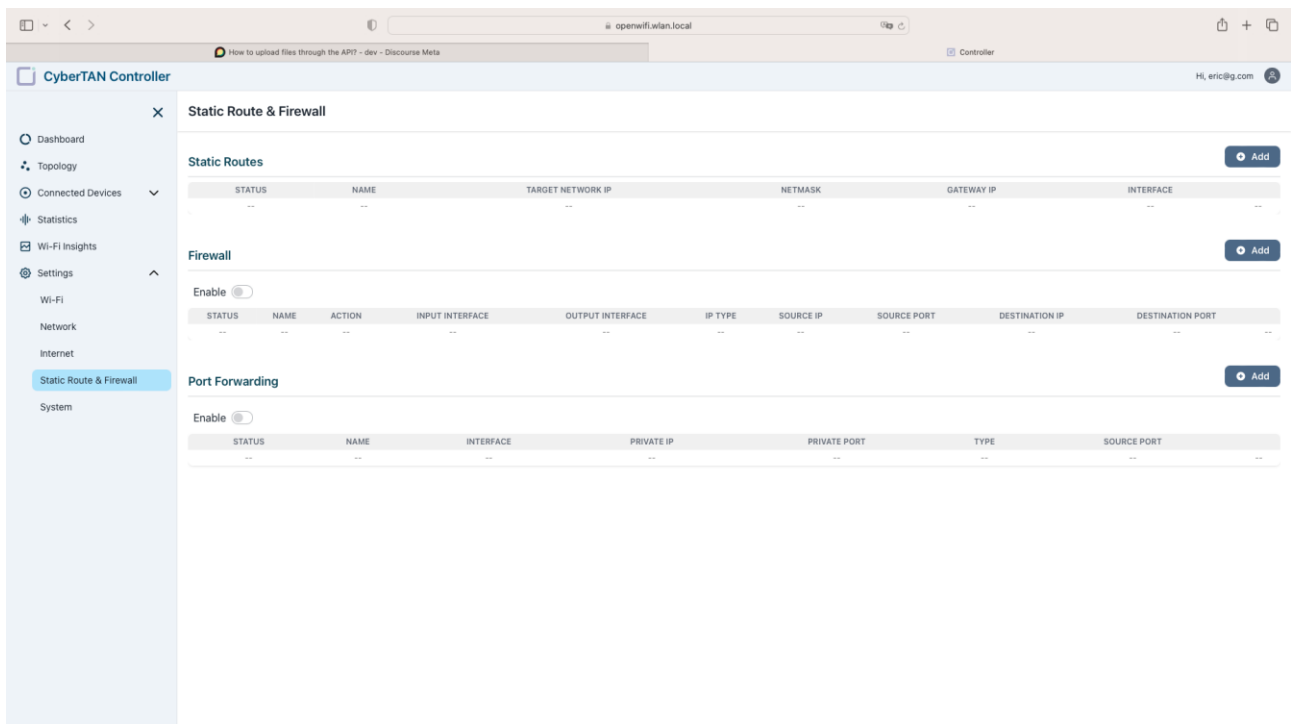 openwifi.wlan.local
How to upload files through the API? - dev - Discourse Meta
Controller
CyberTAN Controller
Hi, eric@g.com
Static Route & Firewall
Dashboard
Topology
Connected Devices
Statistics
Wi-Fi Insights
Settings
Wi-Fi
Network
Internet
Static Route & Firewall
System
Static Routes
Add
STATUS NAME TARGET NETWORK IP NETMASK GATEWAY IP INTERFACE
-- -- -- -- -- -- --
Firewall
Add
Enable
STATUS NAME ACTION INPUT INTERFACE OUTPUT INTERFACE IP TYPE SOURCE IP SOURCE PORT DESTINATION IP DESTINATION PORT
-- -- -- -- -- -- -- -- -- -- --
Port Forwarding
Add
Enable
STATUS NAME INTERFACE PRIVATE IP PRIVATE PORT TYPE SOURCE PORT
-- -- -- -- -- -- -- --